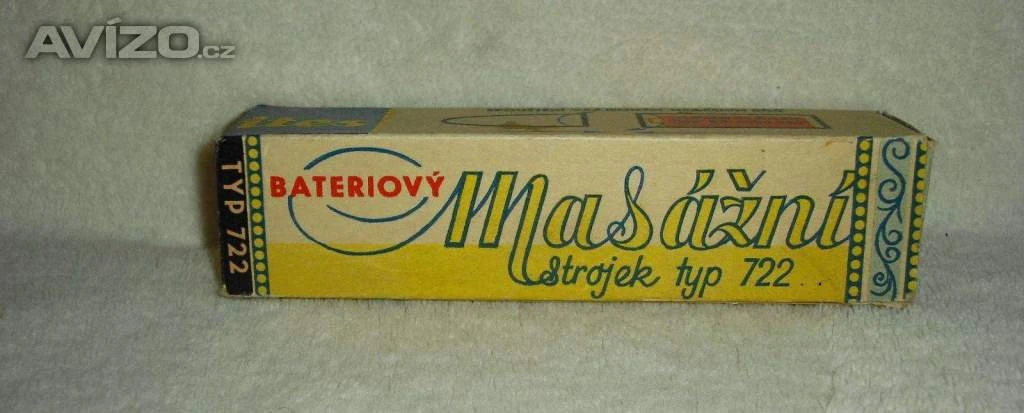 AVÍZO.cz
TYP 722
BATERIOVÝ
Masážní
strojek typ 722